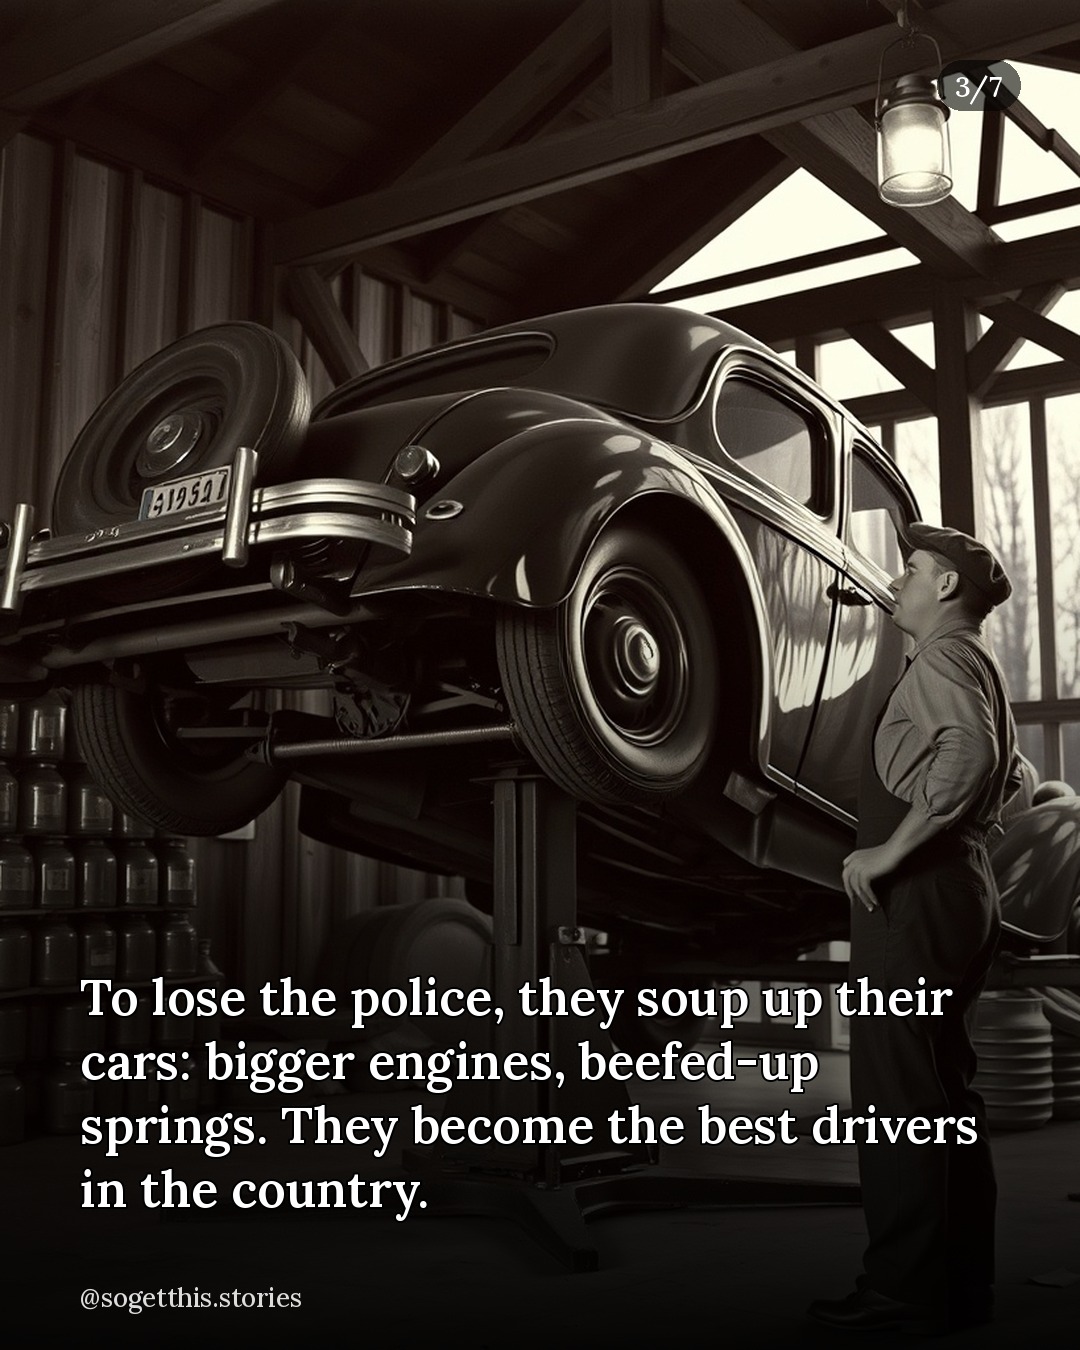 3/7
To lose the police, they soup up their
cars: bigger engines, beefed-up
springs. They become the best drivers
in the country.
@sogetthis.stories